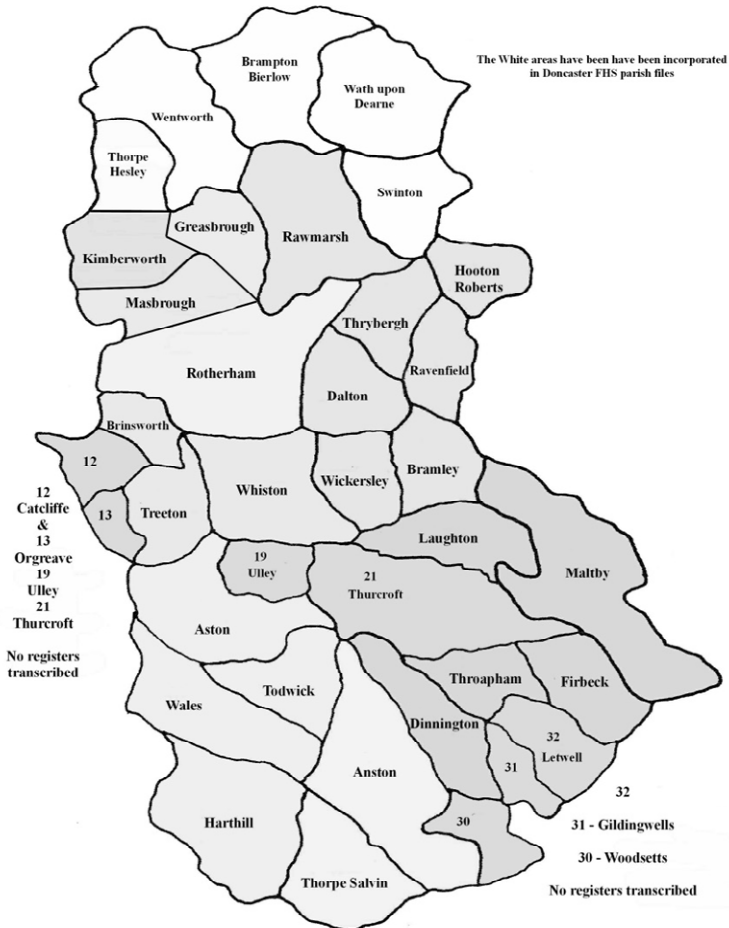 Brampton
Bierlow
The White areas have been have been incorporated
in Doncaster FHS parish files
Wath upon
Dearne
Wentworth
Thorpe
Hesley
Swinton
Greasbrough
Rawmarsh
Kimberworth
Hooton
Roberts
Masbrough
Thrybergh
Rotherham
Ravenfield
Dalton
Brinsworth
12
Whiston
Wickersley
Bramley
12
Catcliffe
&
13
Orgreave
19
Ulley
21
Thurcroft
No registers
transcribed
13
Treeton
Laughton
19
Ulley
21
Thurcroft
Maltby
Aston
Throapham
Firbeck
Todwick
Wales
Dinnington
32
Letwell
31
Anston
32
31 - Gildingwells
30 - Woodsetts
No registers transcribed
30
Harthill
Thorpe Salvin